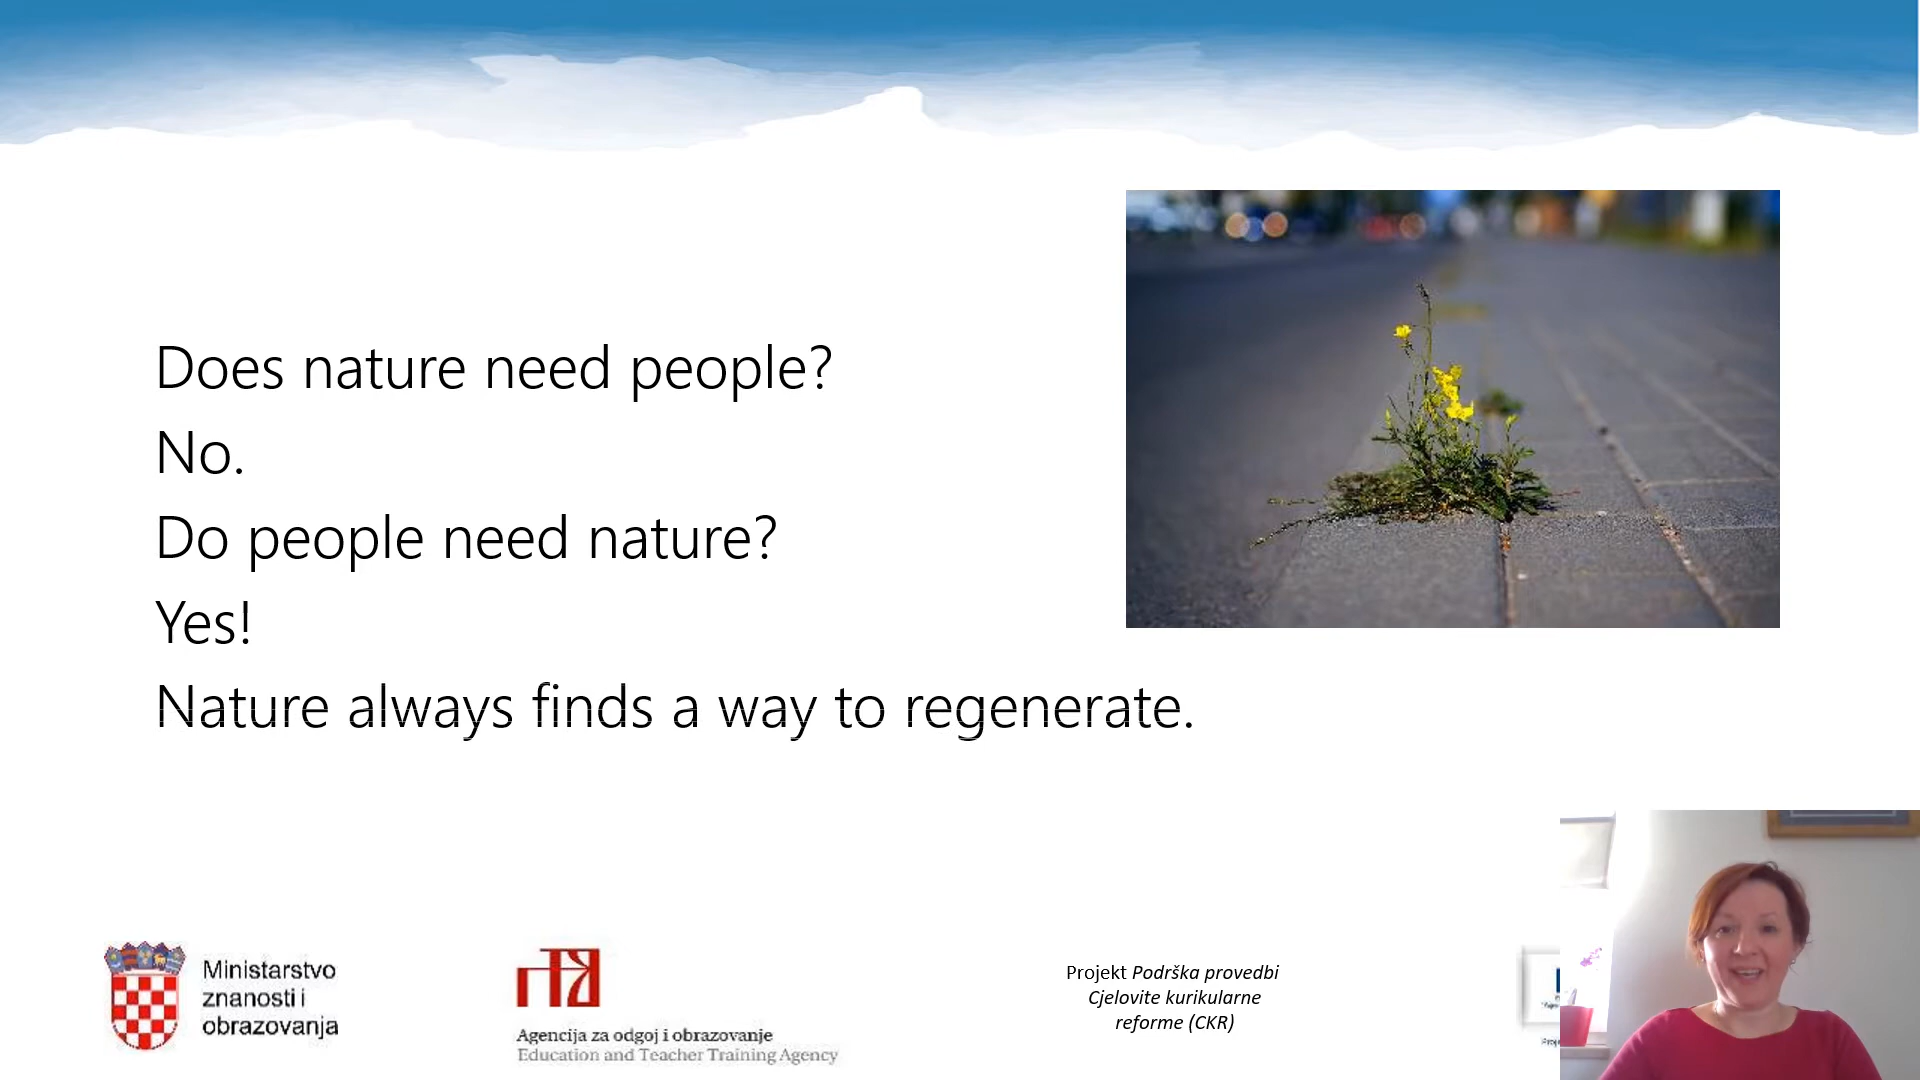 Does nature need people?
No.
Do people need nature?
Yes!
Nature always finds a way to regenerate.
Ministarstvo
znanosti i
obrazovanja
Agencija za odgoj i obrazovanje
Education and Teacher Training Agency
Projekt Podrška provedbi
Cjelovite kurikularne
reforme (CKR)